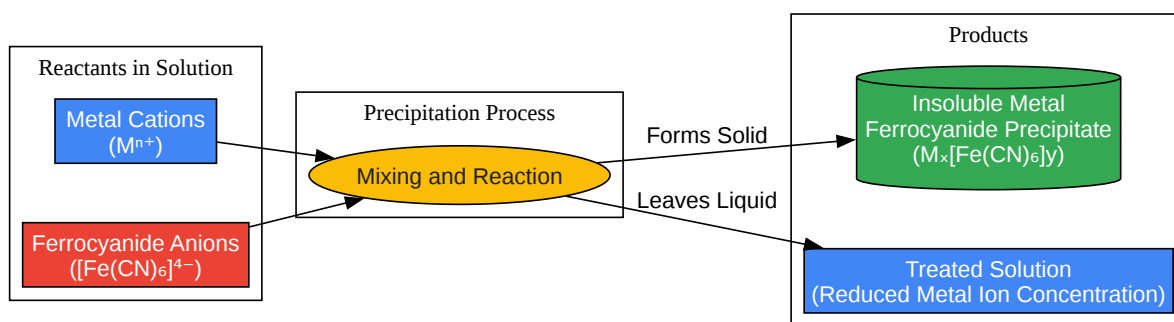 Reactants in Solution
Metal Cations
(Mⁿ⁺)
Ferrocyanide Anions
([Fe(CN)₆]⁴⁻)
Precipitation Process
Mixing and Reaction
Forms Solid
Leaves Liquid
Products
Insoluble Metal
Ferrocyanide Precipitate
(Mₓ[Fe(CN)₆]y)
Treated Solution
(Reduced Metal Ion Concentration)